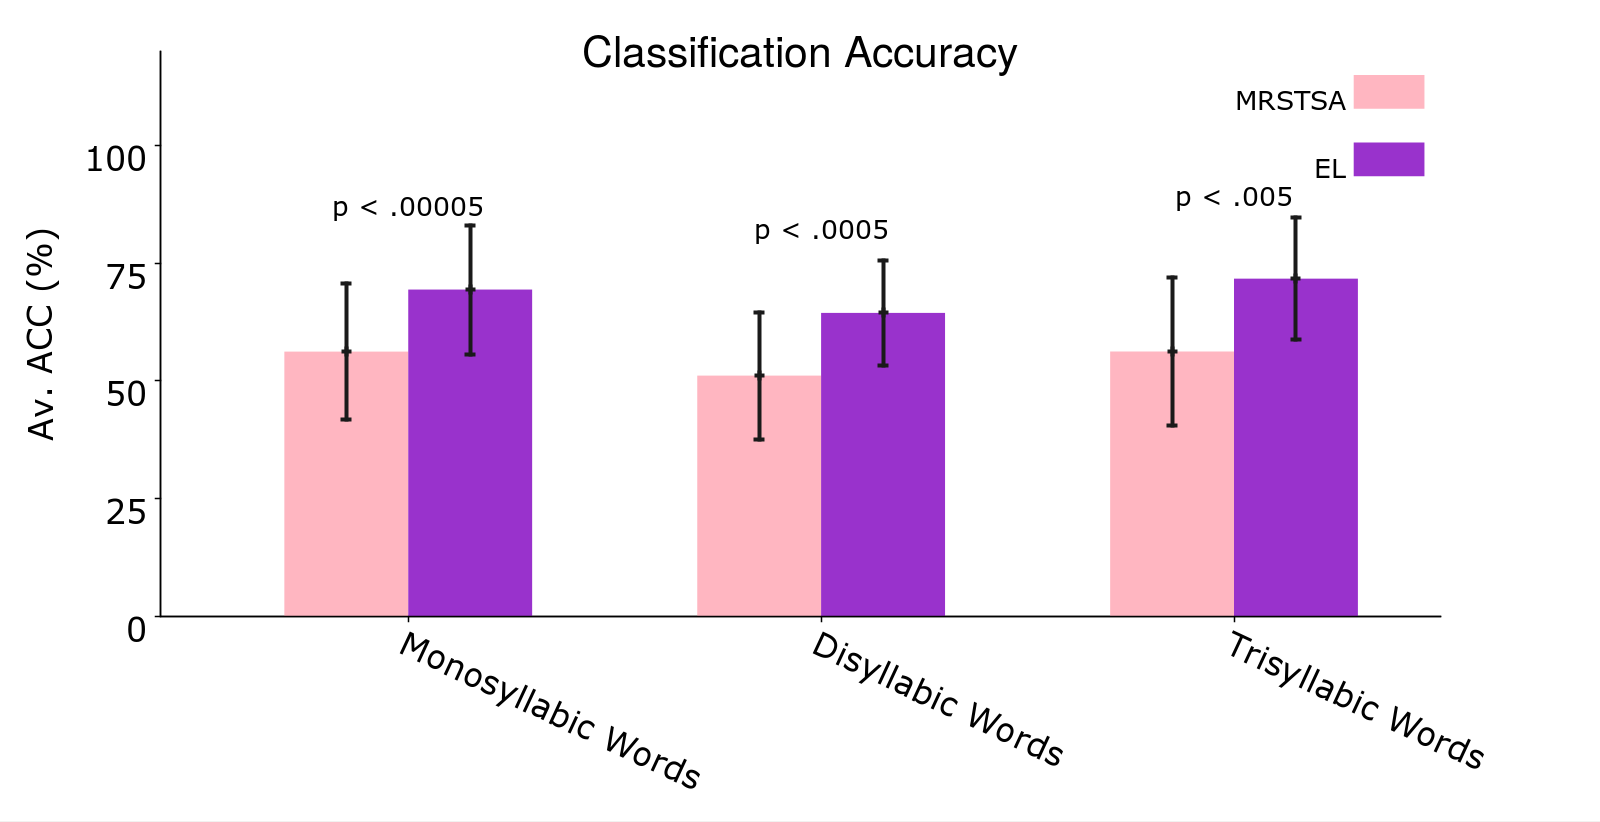 Classification Accuracy
MRSTSA
EL
Av. ACC (%)
100
75
50
25
0
p < .00005
p < .0005
p < .005
Monosyllabic Words
Disyllabic Words
Trisyllabic Words